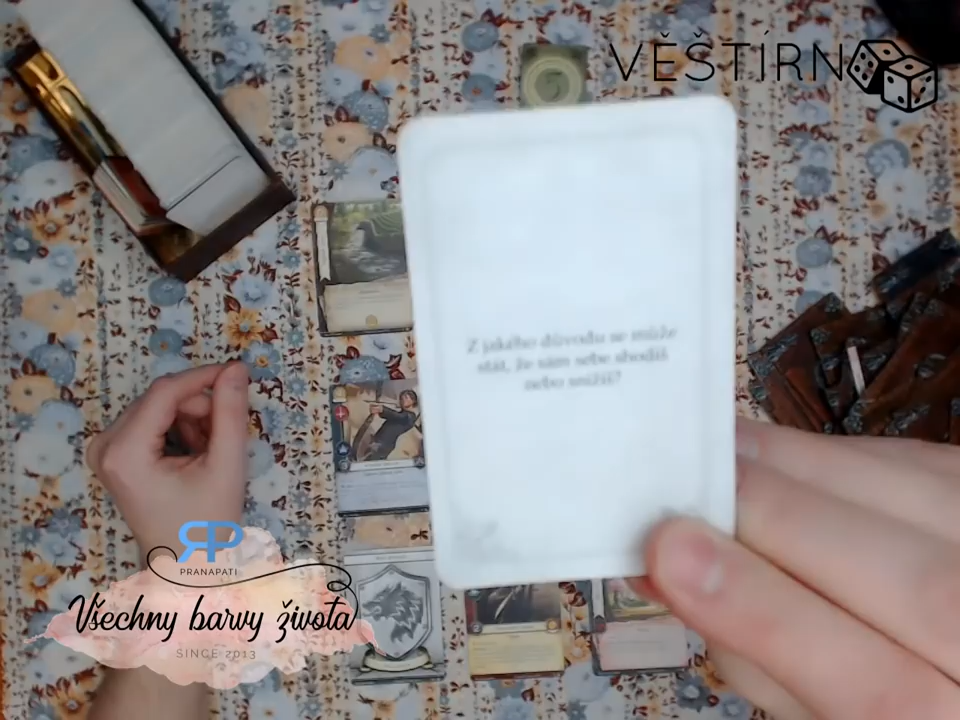 VĚŠTÍRN
Z jakého důvodu se může
stát, že sám sebe shodíš
nebo snížíš?
RP
PRANAPATI
Všechny barvy života
SINCE 2013